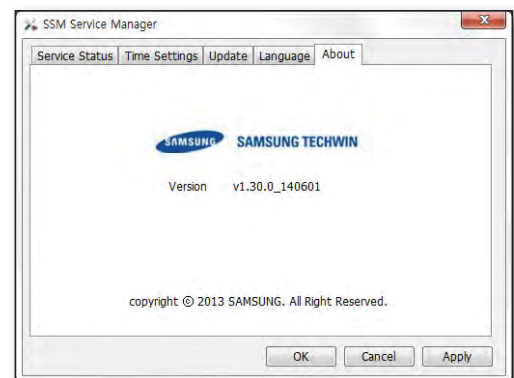 SSM Service Manager
x
Service Status Time Settings Update Language About
SAMSUNG SAMSUNG TECHWIN
Version v1.30.0_140601
copyright © 2013 SAMSUNG. All Right Reserved.
OK Cancel Apply